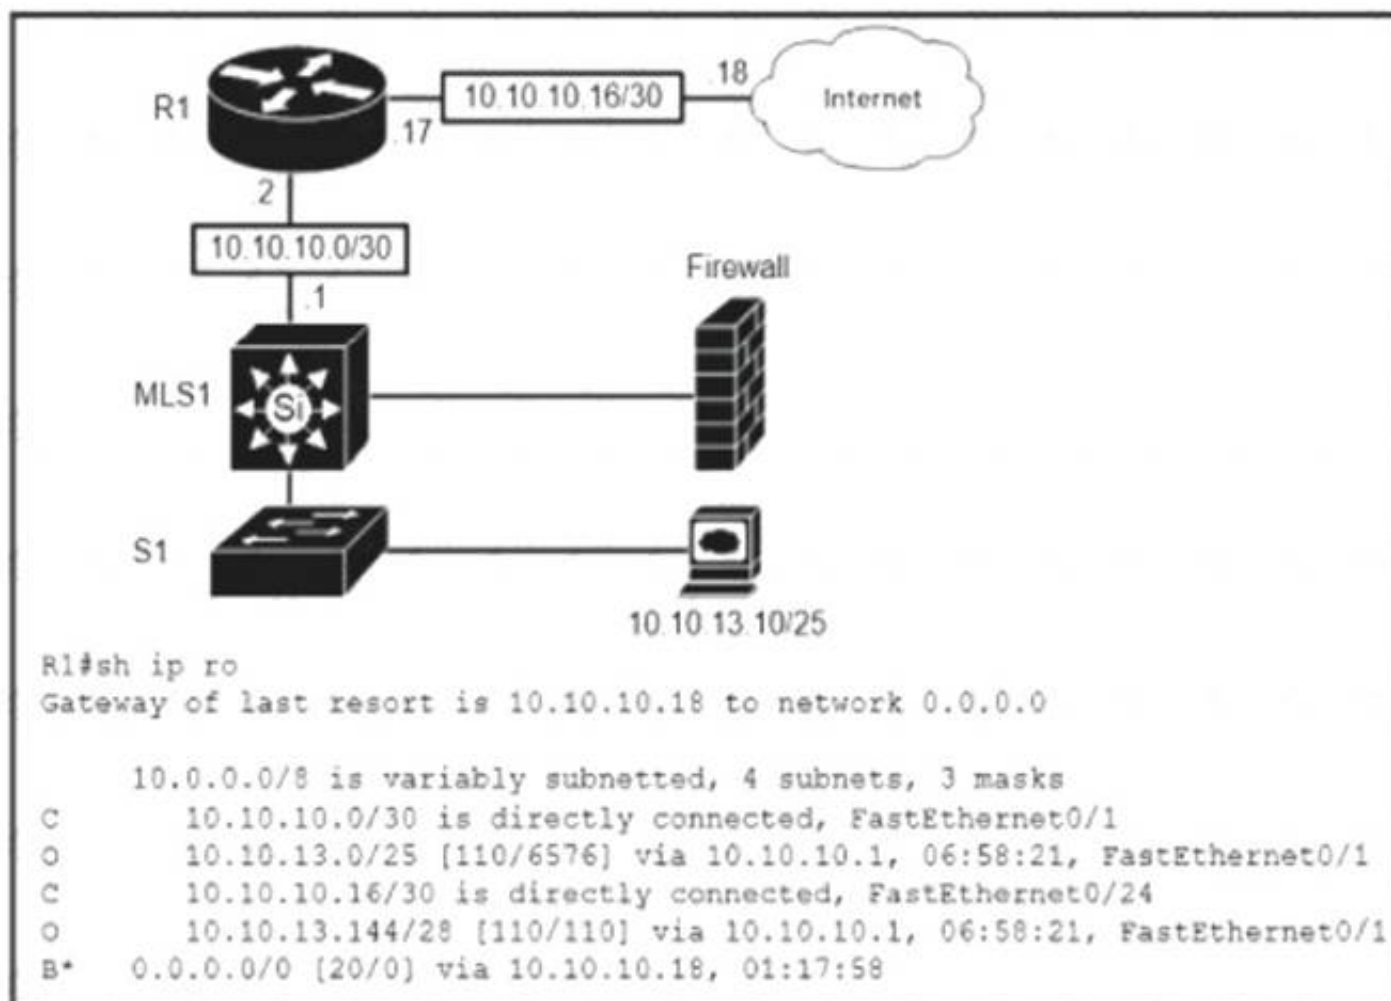 .18
10.10.10.16/30
Internet
R1
.17
.2
10.10.10.0/30
Firewall
.1
MLS1
Si
S1
10.10.13.10/25
R1#sh ip ro
Gateway of last resort is 10.10.10.18 to network 0.0.0.0
10.0.0.0/8 is variably subnetted, 4 subnets, 3 masks
C 10.10.10.0/30 is directly connected, FastEthernet0/1
O 10.10.13.0/25 [110/6576] via 10.10.10.1, 06:58:21, FastEthernet0/1
C 10.10.10.16/30 is directly connected, FastEthernet0/24
O 10.10.13.144/28 [110/110] via 10.10.10.1, 06:58:21, FastEthernet0/1
B* 0.0.0.0/0 [20/0] via 10.10.10.18, 01:17:58